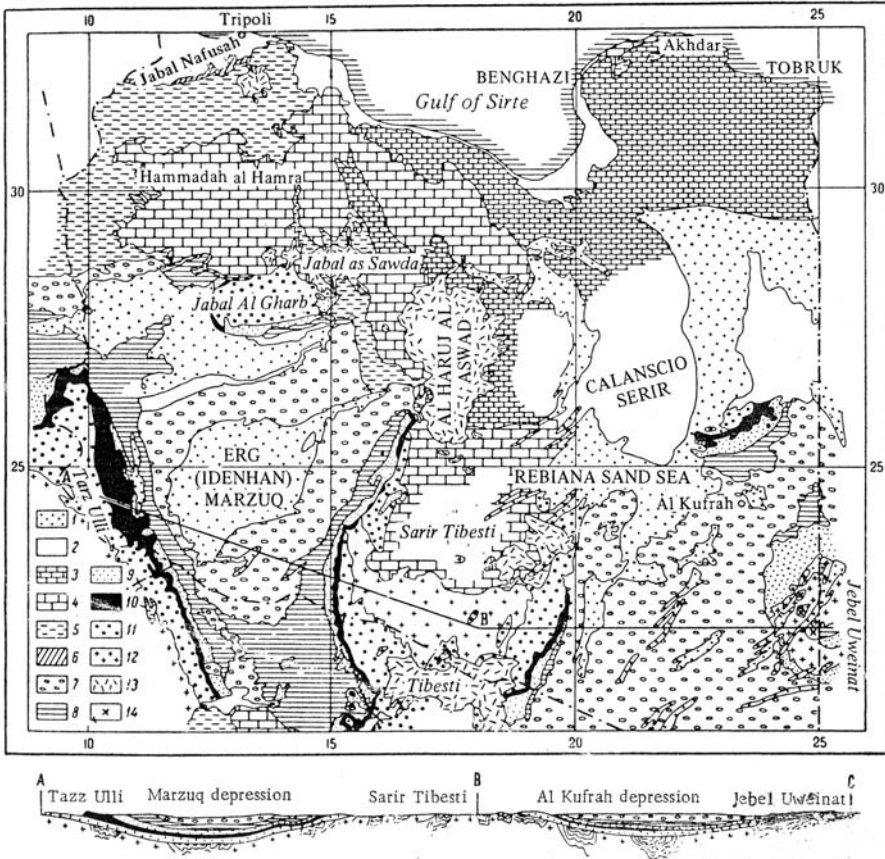 Tripoli
10 15 20 25
Jabal Nafusah
Akhdar
BENGHAZI
TOBRUK
Gulf of Sirte
30 30
Hammadah al Hamra
Jabal as Sawda
Jabal Al Gharb
AL HARUJ AL
ASWAD
CALANSCIO
SERIR
ERG
(IDENHAN)
MARZUQ
25 25
REBIANA SAND SEA
A
Tarz Ulli
Al Kufrah
Sarir Tibesti
1
2
3 9
4 10
5 11
6 12
7 13
8 14
B
Jebel Uweinat
Tibesti
10 15 20 25
A B C
Tazz Ulli Marzuq depression Sarir Tibesti Al Kufrah depression Jebel Uweinat